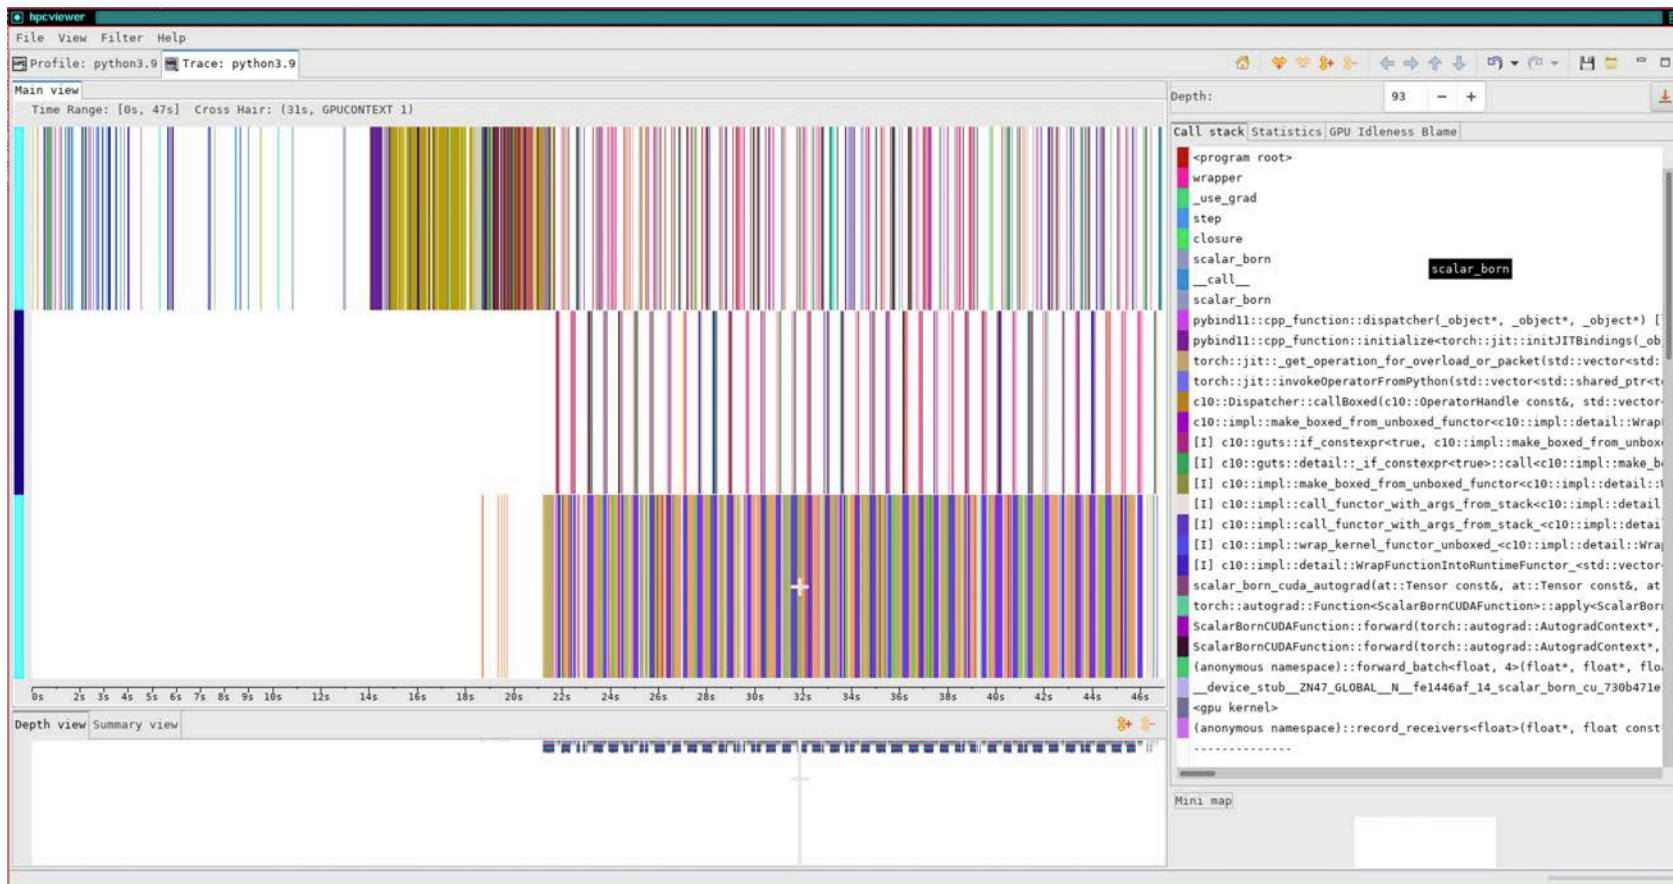 hpcviewer
File View Filter Help
Profile: python3.9 Trace: python3.9
Main view
Time Range: [0s, 47s] Cross Hair: (31s, GPUCONTEXT 1)
0s 2s 3s 4s 5s 6s 7s 8s 9s 10s 12s 14s 16s 18s 20s 22s 24s 26s 28s 30s 32s 34s 36s 38s 40s 42s 44s 46s
Depth view Summary view
Depth: 93 − +
Call stack Statistics GPU Idleness Blame
<program root>
wrapper
_use_grad
step
closure
scalar_born
scalar_born
__call__
scalar_born
pybind11::cpp_function::dispatcher(_object*, _object*, _object*) [
pybind11::cpp_function::initialize<torch::jit::initJITBindings(_ob
torch::jit::_get_operation_for_overload_or_packet(std::vector<std:
torch::jit::invokeOperatorFromPython(std::vector<std::shared_ptr<t
c10::Dispatcher::callBoxed(c10::OperatorHandle const&, std::vector
c10::impl::make_boxed_from_unboxed_functor<c10::impl::detail::Wrap
[I] c10::guts::if_constexpr<true, c10::impl::make_boxed_from_unbox
[I] c10::guts::detail::_if_constexpr<true>::call<c10::impl::make_b
[I] c10::impl::make_boxed_from_unboxed_functor<c10::impl::detail::
[I] c10::impl::call_functor_with_args_from_stack<c10::impl::detail
[I] c10::impl::call_functor_with_args_from_stack_<c10::impl::detai
[I] c10::impl::wrap_kernel_functor_unboxed_<c10::impl::detail::Wra
[I] c10::impl::detail::WrapFunctionIntoRuntimeFunctor_<std::vector
scalar_born_cuda_autograd(at::Tensor const&, at::Tensor const&, at
torch::autograd::Function<ScalarBornCUDAFunction>::apply<ScalarBor
ScalarBornCUDAFunction::forward(torch::autograd::AutogradContext*,
ScalarBornCUDAFunction::forward(torch::autograd::AutogradContext*,
(anonymous namespace)::forward_batch<float, 4>(float*, float*, flo
__device_stub__ZN47_GLOBAL__N__fe1446af_14_scalar_born_cu_730b471e
<gpu kernel>
(anonymous namespace)::record_receivers<float>(float*, float const
--------------
Mini map